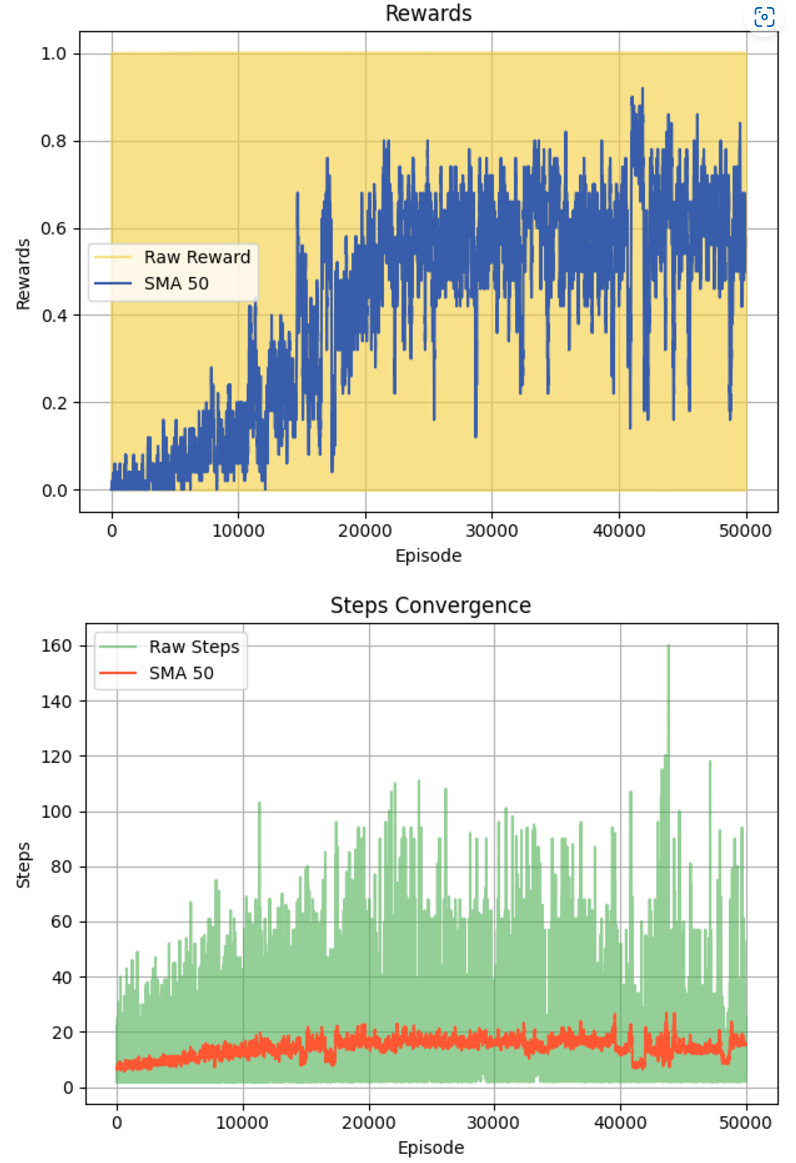 Rewards
1.0
0.8
0.6
0.4
0.2
0.0
Rewards
Raw Reward
SMA 50
0 10000 20000 30000 40000 50000
Episode
Steps Convergence
160
140
120
100
80
60
40
20
0
Steps
Raw Steps
SMA 50
0 10000 20000 30000 40000 50000
Episode